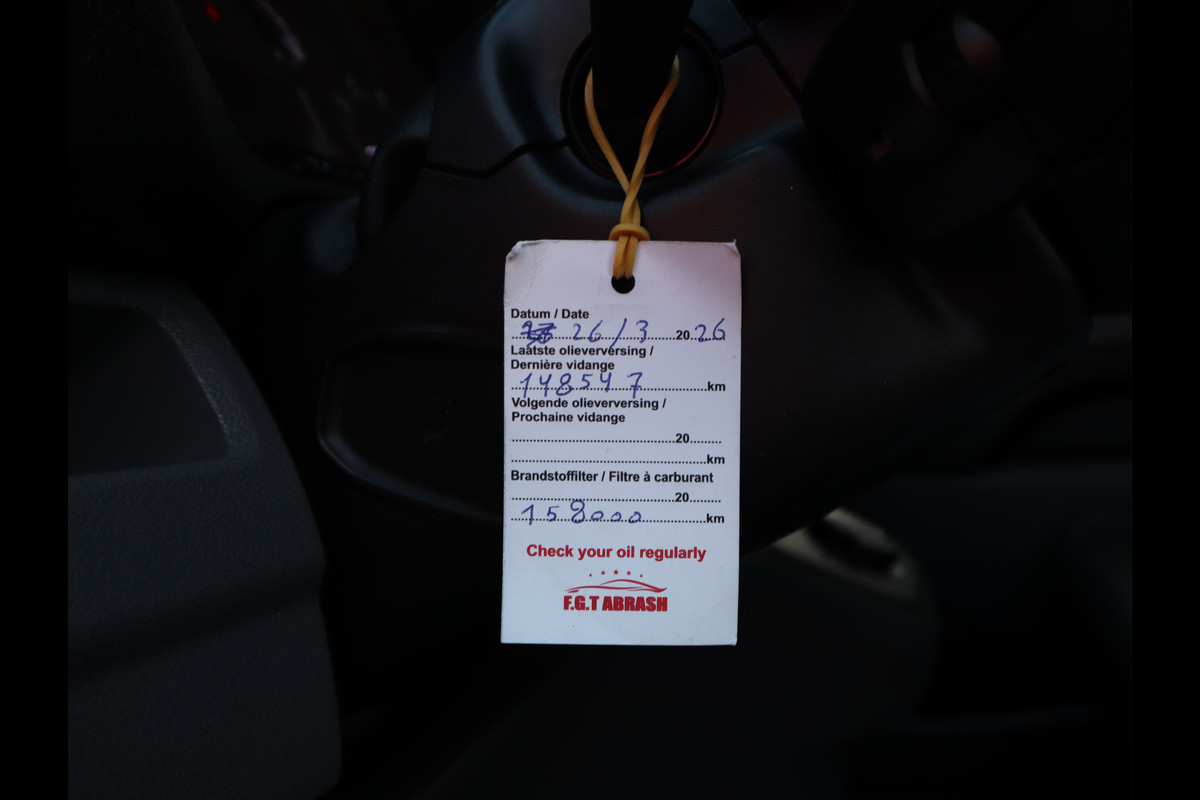 Datum / Date
26/3 2026
Laatste olieverversing /
Dernière vidange
148547 km
Volgende olieverversing /
Prochaine vidange
20
km
Brandstoffilter / Filtre à carburant
20
158000 km
Check your oil regularly
F.G.T ABRASH